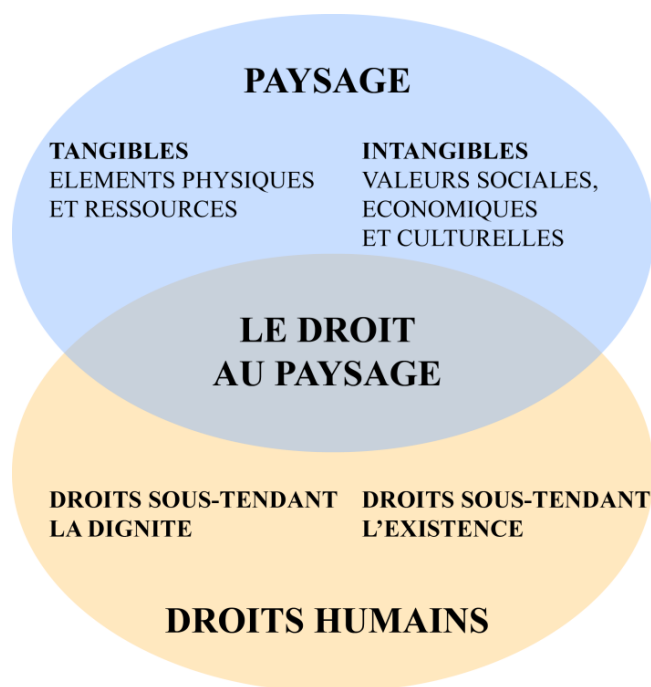 PAYSAGE
TANGIBLES
ELEMENTS PHYSIQUES
ET RESSOURCES
INTANGIBLES
VALEURS SOCIALES,
ECONOMIQUES
ET CULTURELLES
LE DROIT
AU PAYSAGE
DROITS SOUS-TENDANT
LA DIGNITE
DROITS SOUS-TENDANT
L'EXISTENCE
DROITS HUMAINS